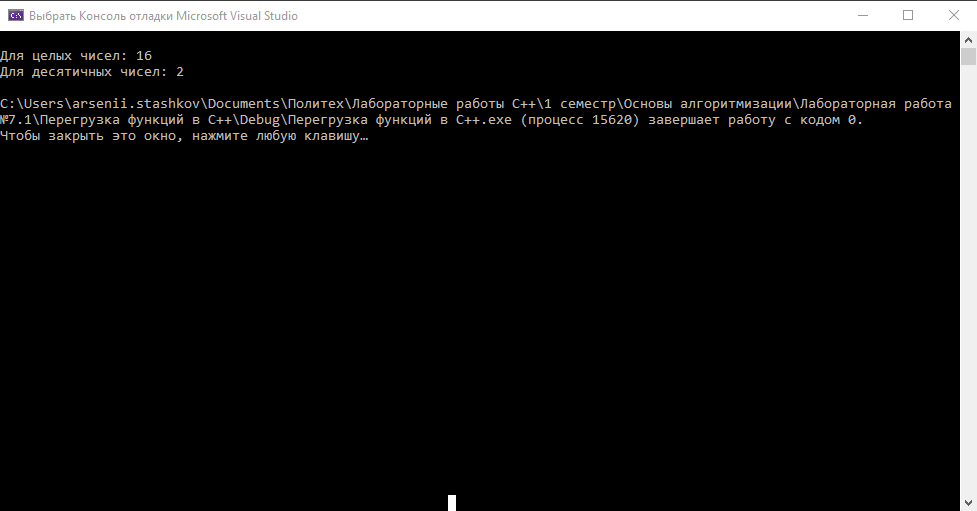 Выбрать Консоль отладки Microsoft Visual Studio
Для целых чисел: 16
Для десятичных чисел: 2
C:\Users\arsenii.stashkov\Documents\Политех\Лабораторные работы C++\1 семестр\Основы алгоритмизации\Лабораторная работа
№7.1\Перегрузка функций в C++\Debug\Перегрузка функций в C++.exe (процесс 15620) завершает работу с кодом 0.
Чтобы закрыть это окно, нажмите любую клавишу…